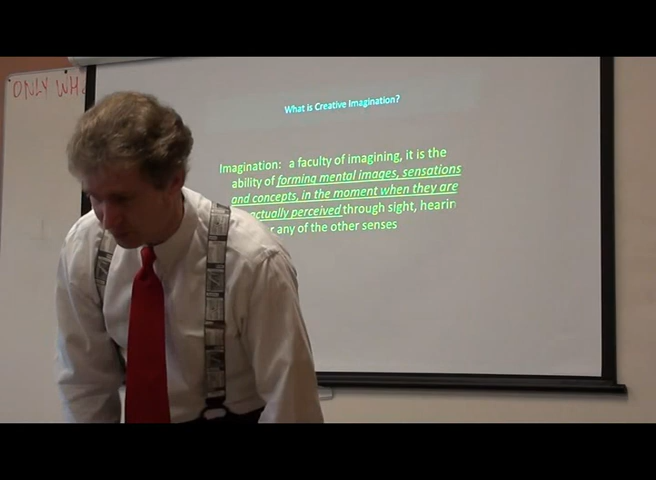 ONLY
What is Creative Imagination?
Imagination: a faculty of imagining, it is the
ability of forming mental images, sensations
and concepts, in the moment when they are
actually perceived through sight, hearin
any of the other senses